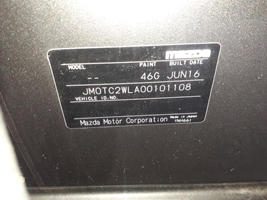 mazda
MODEL PAINT BUILT DATE
-- 46G JUN16
JM0TC2WLA00101108
VEHICLE ID.NO.
Mazda Motor Corporation Made in Japan